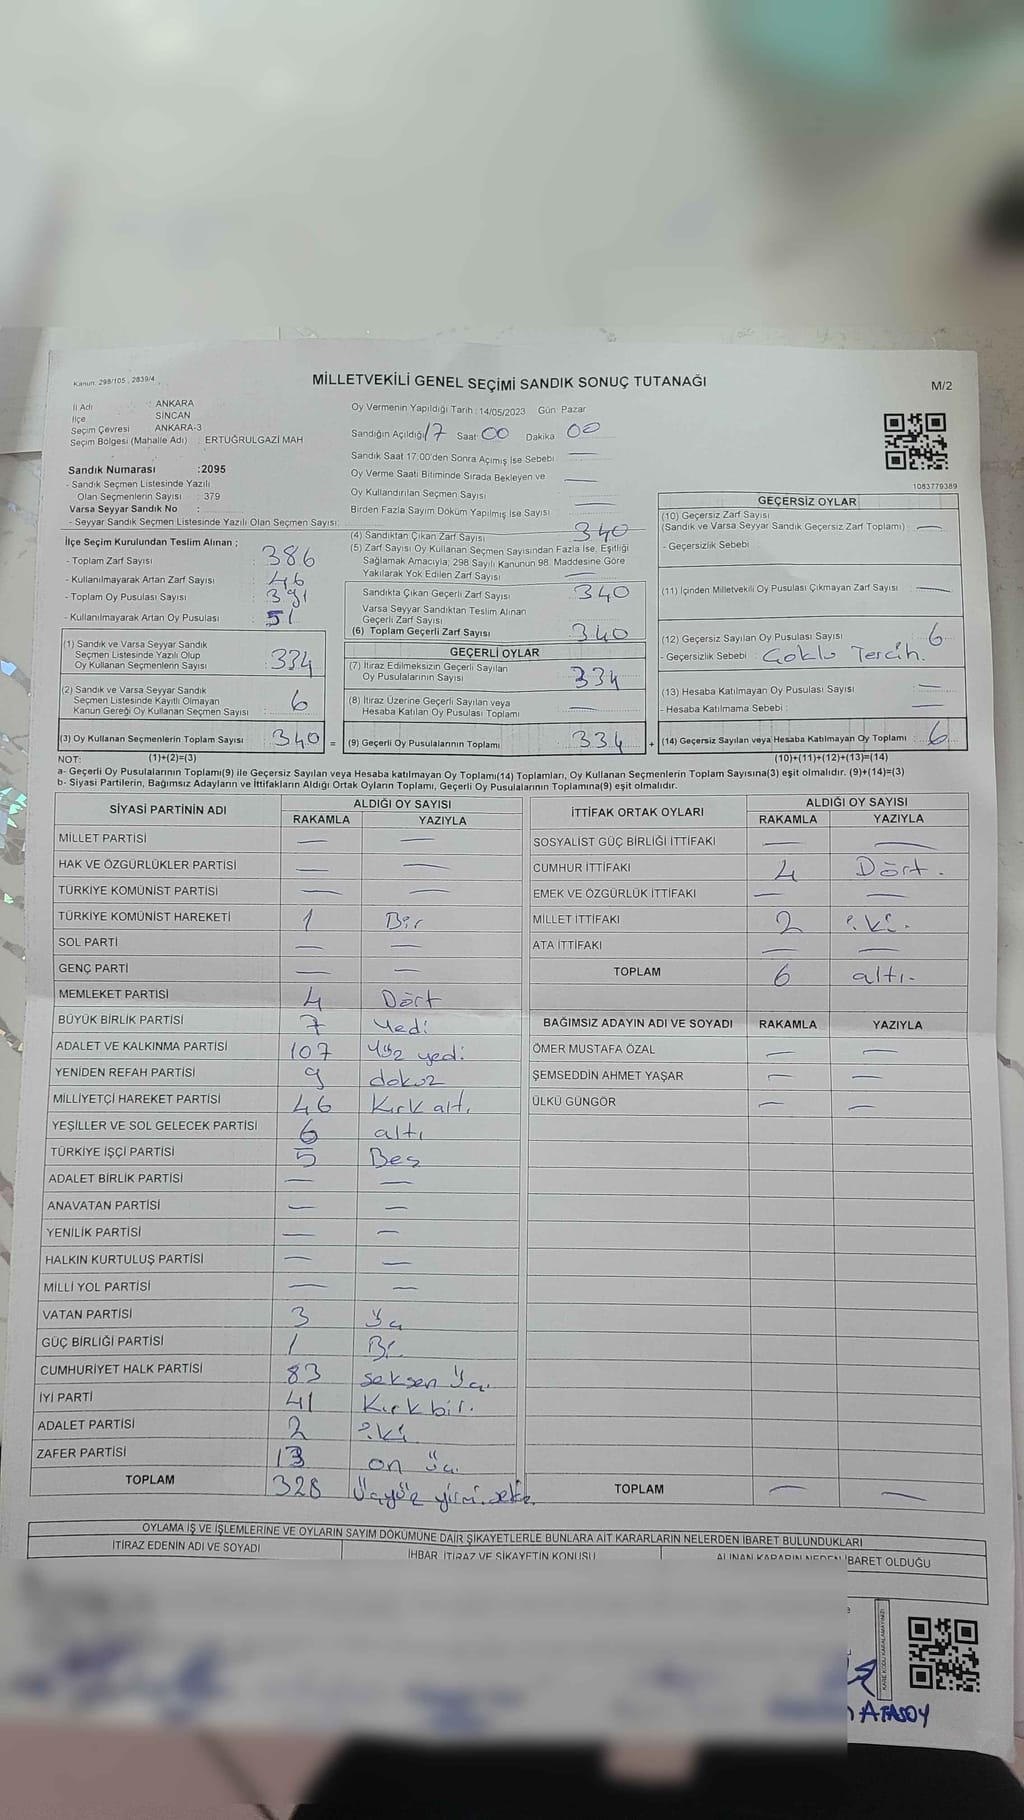 Kanun: 298/105 , 2839/4
MİLLETVEKİLİ GENEL SEÇİMİ SANDIK SONUÇ TUTANAĞI
M/2
İl Adı : ANKARA
İlçe SİNCAN
Seçim Çevresi ANKARA-3
Seçim Bölgesi (Mahalle Adı) : ERTUĞRULGAZİ MAH
Sandık Numarası :2095
- Sandık Seçmen Listesinde Yazılı
Olan Seçmenlerin Sayısı : 379
Varsa Seyyar Sandık No :
- Seyyar Sandık Seçmen Listesinde Yazılı Olan Seçmen Sayısı:
Oy Vermenin Yapıldığı Tarih : 14/05/2023 Gün Pazar
Sandığın Açıldığı 17 Saat 00 Dakika 00
Sandık Saat 17:00'den Sonra Açımış İse Sebebi —
Oy Verme Saati Bitiminde Sırada Bekleyen ve
Oy Kullandırılan Seçmen Sayısı —
Birden Fazla Sayım Döküm Yapılmış İse Sayısı —
1083779389
İlçe Seçim Kurulundan Teslim Alınan ;
- Toplam Zarf Sayısı : 386
- Kullanılmayarak Artan Zarf Sayısı : 46
- Toplam Oy Pusulası Sayısı : 391
- Kullanılmayarak Artan Oy Pusulası : 51
(1) Sandık ve Varsa Seyyar Sandık
Seçmen Listesinde Yazılı Olup
Oy Kullanan Seçmenlerin Sayısı 334
(2) Sandık ve Varsa Seyyar Sandık
Seçmen Listesinde Kayıtlı Olmayan
Kanun Gereği Oy Kullanan Seçmen Sayısı 6
(3) Oy Kullanan Seçmenlerin Toplam Sayısı 340 =
(4) Sandıktan Çıkan Zarf Sayısı 340
(5) Zarf Sayısı Oy Kullanan Seçmen Sayısından Fazla İse, Eşitliği
Sağlamak Amacıyla; 298 Sayılı Kanunun 98. Maddesine Göre
Yakılarak Yok Edilen Zarf Sayısı —
Sandıkta Çıkan Geçerli Zarf Sayısı 340
Varsa Seyyar Sandıktan Teslim Alınan
Geçerli Zarf Sayısı —
(6) Toplam Geçerli Zarf Sayısı 340
GEÇERLİ OYLAR
(7) İtiraz Edilmeksizin Geçerli Sayılan
Oy Pusulalarının Sayısı 334
(8) İtiraz Üzerine Geçerli Sayılan veya
Hesaba Katılan Oy Pusulası Toplamı —
(9) Geçerli Oy Pusulalarının Toplamı 334 +
GEÇERSİZ OYLAR
(10) Geçersiz Zarf Sayısı
(Sandık ve Varsa Seyyar Sandık Geçersiz Zarf Toplamı) : —
- Geçersizlik Sebebi
(11) İçinden Milletvekili Oy Pusulası Çıkmayan Zarf Sayısı —
(12) Geçersiz Sayılan Oy Pusulası Sayısı 6
- Geçersizlik Sebebi : Çoklu Tercih.
(13) Hesaba Katılmayan Oy Pusulası Sayısı —
- Hesaba Katılmama Sebebi : —
(14) Geçersiz Sayılan veya Hesaba Katılmayan Oy Toplamı 6
NOT: (1)+(2)=(3) (10)+(11)+(12)+(13)=(14)
a- Geçerli Oy Pusulalarının Toplamı(9) ile Geçersiz Sayılan veya Hesaba katılmayan Oy Toplamı(14) Toplamları, Oy Kullanan Seçmenlerin Toplam Sayısına(3) eşit olmalıdır. (9)+(14)=(3)
b- Siyasi Partilerin, Bağımsız Adayların ve İttifakların Aldığı Ortak Oyların Toplamı, Geçerli Oy Pusulalarının Toplamına(9) eşit olmalıdır.
SİYASİ PARTİNİN ADI ALDIĞI OY SAYISI
RAKAMLA YAZIYLA
MİLLET PARTİSİ — —
HAK VE ÖZGÜRLÜKLER PARTİSİ — —
TÜRKİYE KOMÜNİST PARTİSİ — —
TÜRKİYE KOMÜNİST HAREKETİ 1 Bir
SOL PARTİ — —
GENÇ PARTİ — —
MEMLEKET PARTİSİ 4 Dört
BÜYÜK BİRLİK PARTİSİ 7 Yedi
ADALET VE KALKINMA PARTİSİ 107 Yüz yedi
YENİDEN REFAH PARTİSİ 9 dokuz
MİLLİYETÇİ HAREKET PARTİSİ 46 Kırk altı
YEŞİLLER VE SOL GELECEK PARTİSİ 6 altı
TÜRKİYE İŞÇİ PARTİSİ 5 Beş
ADALET BİRLİK PARTİSİ — —
ANAVATAN PARTİSİ — —
YENİLİK PARTİSİ — —
HALKIN KURTULUŞ PARTİSİ — —
MİLLİ YOL PARTİSİ — —
VATAN PARTİSİ 3 Üç
GÜÇ BİRLİĞİ PARTİSİ 1 Bir
CUMHURİYET HALK PARTİSİ 83 seksen üç
İYİ PARTİ 41 Kırk bir.
ADALET PARTİSİ 2 iki
ZAFER PARTİSİ 13 on üç
TOPLAM 328 Üçyüz yirmi sekiz
İTTİFAK ORTAK OYLARI ALDIĞI OY SAYISI
RAKAMLA YAZIYLA
SOSYALİST GÜÇ BİRLİĞİ İTTİFAKI — —
CUMHUR İTTİFAKI 4 Dört.
EMEK VE ÖZGÜRLÜK İTTİFAKI — —
MİLLET İTTİFAKI 2 iki.
ATA İTTİFAKI — —
TOPLAM 6 altı.
BAĞIMSIZ ADAYIN ADI VE SOYADI RAKAMLA YAZIYLA
ÖMER MUSTAFA ÖZAL — —
ŞEMSEDDİN AHMET YAŞAR — —
ÜLKÜ GÜNGÖR — —
TOPLAM — —
OYLAMA İŞ VE İŞLEMLERİNE VE OYLARIN SAYIM DÖKÜMÜNE DAİR ŞİKAYETLERLE BUNLARA AİT KARARLARIN NELERDEN İBARET BULUNDUKLARI
İTİRAZ EDENİN ADI VE SOYADI İHBAR, İTİRAZ VE ŞİKAYETİN KONUSU ALINAN KARARIN NEDEN İBARET OLDUĞU
KARE KODU KARALAMAYINIZ!
ATASOY